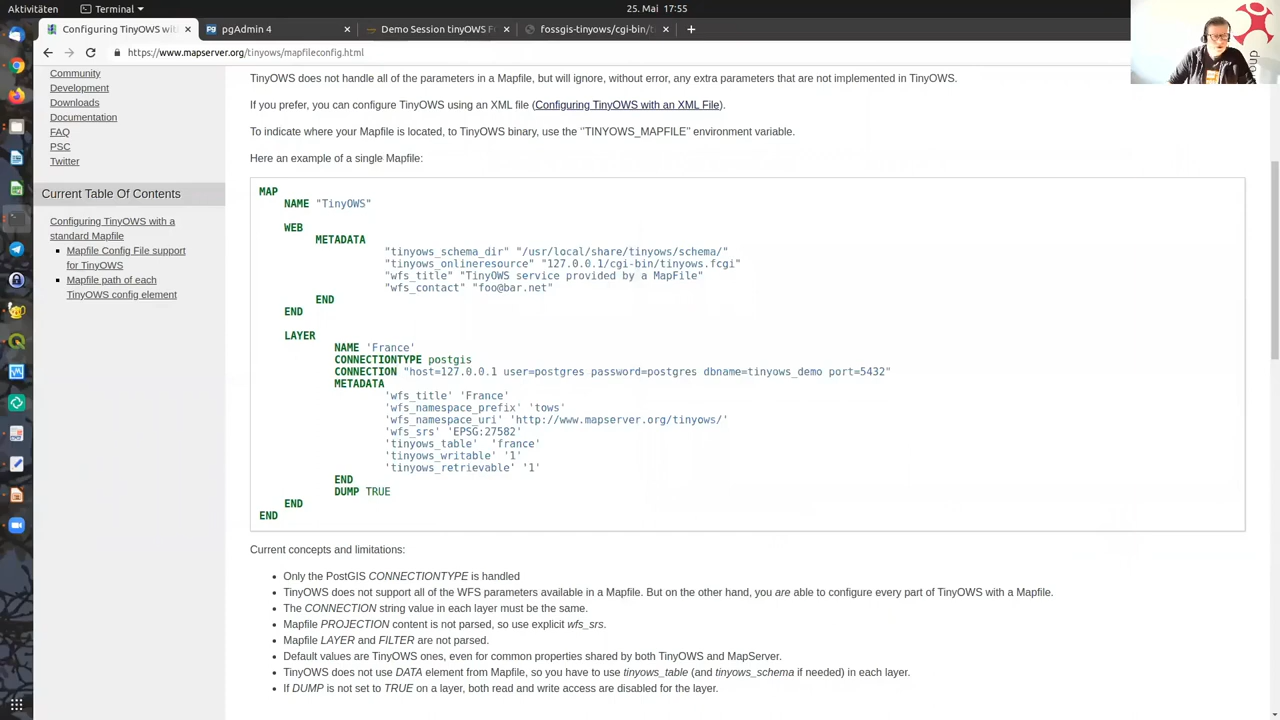 Aktivitäten
Terminal
25. Mai 17:55
Configuring TinyOWS with
pgAdmin 4
Demo Session tinyOWS F
fossgis-tinyows/cgi-bin/t
https://www.mapserver.org/tinyows/mapfileconfig.html
Community
Development
Downloads
Documentation
FAQ
PSC
Twitter
Current Table Of Contents
Configuring TinyOWS with a
standard Mapfile
Mapfile Config File support
for TinyOWS
Mapfile path of each
TinyOWS config element
TinyOWS does not handle all of the parameters in a Mapfile, but will ignore, without error, any extra parameters that are not implemented in TinyOWS.
If you prefer, you can configure TinyOWS using an XML file (Configuring TinyOWS with an XML File).
To indicate where your Mapfile is located, to TinyOWS binary, use the ‘’TINYOWS_MAPFILE’’ environment variable.
Here an example of a single Mapfile:
MAP
NAME "TinyOWS"
WEB
METADATA
"tinyows_schema_dir" "/usr/local/share/tinyows/schema/"
"tinyows_onlineresource" "127.0.0.1/cgi-bin/tinyows.fcgi"
"wfs_title" "TinyOWS service provided by a MapFile"
"wfs_contact" "foo@bar.net"
END
END
LAYER
NAME 'France'
CONNECTIONTYPE postgis
CONNECTION "host=127.0.0.1 user=postgres password=postgres dbname=tinyows_demo port=5432"
METADATA
'wfs_title' 'France'
'wfs_namespace_prefix' 'tows'
'wfs_namespace_uri' 'http://www.mapserver.org/tinyows/'
'wfs_srs' 'EPSG:27582'
'tinyows_table' 'france'
'tinyows_writable' '1'
'tinyows_retrievable' '1'
END
DUMP TRUE
END
END
Current concepts and limitations:
Only the PostGIS CONNECTIONTYPE is handled
TinyOWS does not support all of the WFS parameters available in a Mapfile. But on the other hand, you are able to configure every part of TinyOWS with a Mapfile.
The CONNECTION string value in each layer must be the same.
Mapfile PROJECTION content is not parsed, so use explicit wfs_srs.
Mapfile LAYER and FILTER are not parsed.
Default values are TinyOWS ones, even for common properties shared by both TinyOWS and MapServer.
TinyOWS does not use DATA element from Mapfile, so you have to use tinyows_table (and tinyows_schema if needed) in each layer.
If DUMP is not set to TRUE on a layer, both read and write access are disabled for the layer.